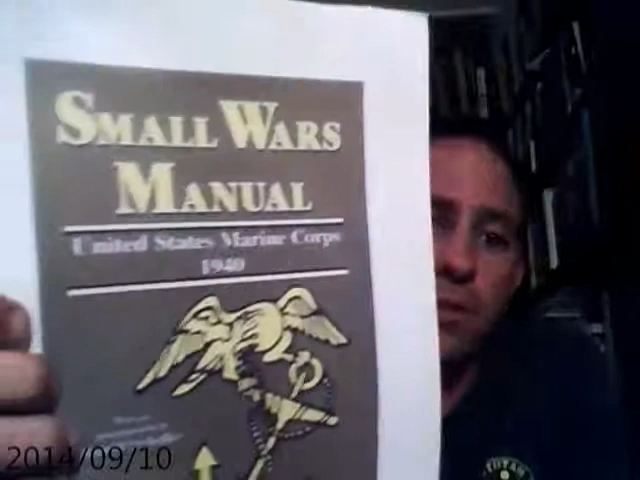 Small Wars
Manual
United States Marine Corps
1940
2014/09/10